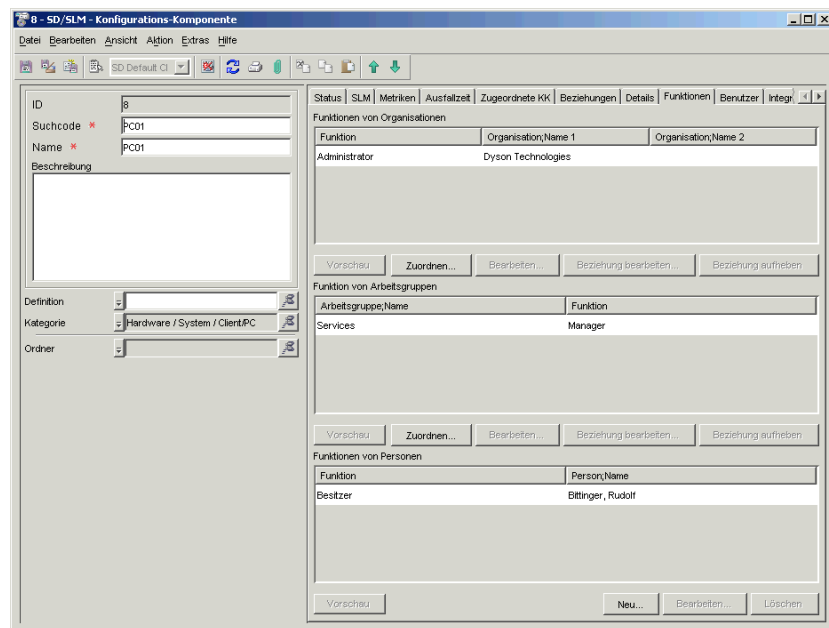 8 - SD/SLM - Konfigurations-Komponente
Datei Bearbeiten Ansicht Aktion Extras Hilfe
SD Default CI
ID 8
Suchcode * PC01
Name * PC01
Beschreibung
Definition
Kategorie Hardware / System / Client/PC
Ordner
Status SLM Metriken Ausfallzeit Zugeordnete KK Beziehungen Details Funktionen Benutzer Integr
Funktionen von Organisationen
Funktion Organisation;Name 1 Organisation;Name 2
Administrator Dyson Technologies
Vorschau Zuordnen... Bearbeiten... Beziehung bearbeiten... Beziehung aufheben
Funktion von Arbeitsgruppen
Arbeitsgruppe;Name Funktion
Services Manager
Vorschau Zuordnen... Bearbeiten... Beziehung bearbeiten... Beziehung aufheben
Funktionen von Personen
Funktion Person;Name
Besitzer Bittinger, Rudolf
Vorschau Neu... Bearbeiten... Löschen